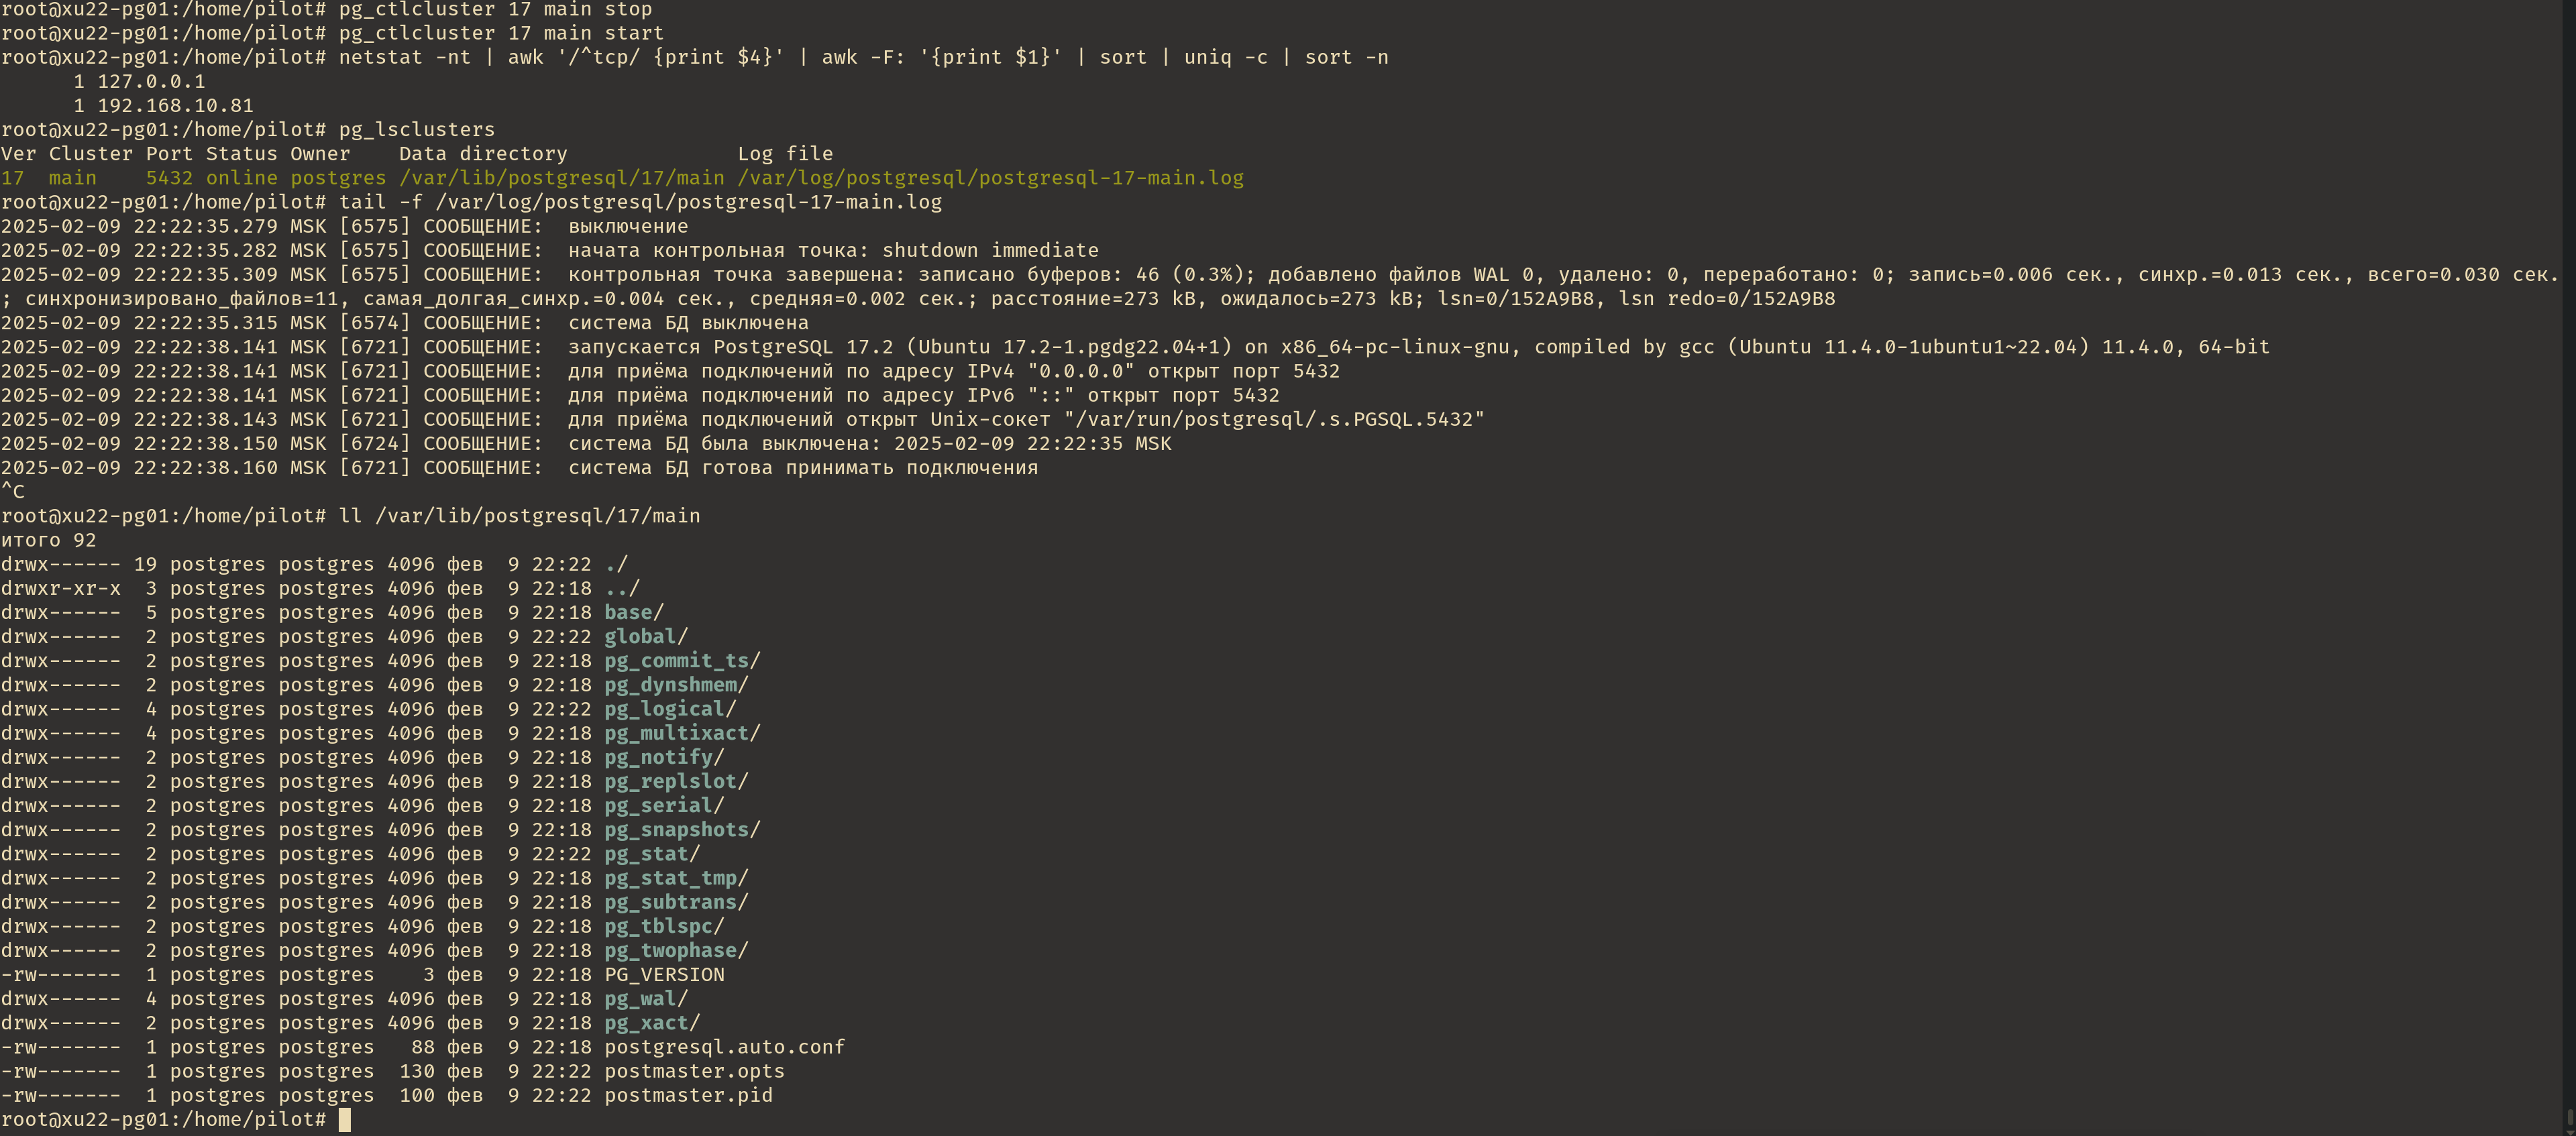 root@xu22-pg01:/home/pilot# pg_ctlcluster 17 main stop
root@xu22-pg01:/home/pilot# pg_ctlcluster 17 main start
root@xu22-pg01:/home/pilot# netstat -nt | awk '/^tcp/ {print $4}' | awk -F: '{print $1}' | sort | uniq -c | sort -n
      1 127.0.0.1
      1 192.168.10.81
root@xu22-pg01:/home/pilot# pg_lsclusters
Ver Cluster Port Status Owner    Data directory              Log file
17  main    5432 online postgres /var/lib/postgresql/17/main /var/log/postgresql/postgresql-17-main.log
root@xu22-pg01:/home/pilot# tail -f /var/log/postgresql/postgresql-17-main.log
2025-02-09 22:22:35.279 MSK [6575] СООБЩЕНИЕ:  выключение
2025-02-09 22:22:35.282 MSK [6575] СООБЩЕНИЕ:  начата контрольная точка: shutdown immediate
2025-02-09 22:22:35.309 MSK [6575] СООБЩЕНИЕ:  контрольная точка завершена: записано буферов: 46 (0.3%); добавлено файлов WAL 0, удалено: 0, переработано: 0; запись=0.006 сек., синхр.=0.013 сек., всего=0.030 сек.
; синхронизировано_файлов=11, самая_долгая_синхр.=0.004 сек., средняя=0.002 сек.; расстояние=273 kB, ожидалось=273 kB; lsn=0/152A9B8, lsn redo=0/152A9B8
2025-02-09 22:22:35.315 MSK [6574] СООБЩЕНИЕ:  система БД выключена
2025-02-09 22:22:38.141 MSK [6721] СООБЩЕНИЕ:  запускается PostgreSQL 17.2 (Ubuntu 17.2-1.pgdg22.04+1) on x86_64-pc-linux-gnu, compiled by gcc (Ubuntu 11.4.0-1ubuntu1~22.04) 11.4.0, 64-bit
2025-02-09 22:22:38.141 MSK [6721] СООБЩЕНИЕ:  для приёма подключений по адресу IPv4 "0.0.0.0" открыт порт 5432
2025-02-09 22:22:38.141 MSK [6721] СООБЩЕНИЕ:  для приёма подключений по адресу IPv6 "::" открыт порт 5432
2025-02-09 22:22:38.143 MSK [6721] СООБЩЕНИЕ:  для приёма подключений открыт Unix-сокет "/var/run/postgresql/.s.PGSQL.5432"
2025-02-09 22:22:38.150 MSK [6724] СООБЩЕНИЕ:  система БД была выключена: 2025-02-09 22:22:35 MSK
2025-02-09 22:22:38.160 MSK [6721] СООБЩЕНИЕ:  система БД готова принимать подключения
^C
root@xu22-pg01:/home/pilot# ll /var/lib/postgresql/17/main
итого 92
drwx------ 19 postgres postgres 4096 фев  9 22:22 ./
drwxr-xr-x  3 postgres postgres 4096 фев  9 22:18 ../
drwx------  5 postgres postgres 4096 фев  9 22:18 base/
drwx------  2 postgres postgres 4096 фев  9 22:22 global/
drwx------  2 postgres postgres 4096 фев  9 22:18 pg_commit_ts/
drwx------  2 postgres postgres 4096 фев  9 22:18 pg_dynshmem/
drwx------  4 postgres postgres 4096 фев  9 22:22 pg_logical/
drwx------  4 postgres postgres 4096 фев  9 22:18 pg_multixact/
drwx------  2 postgres postgres 4096 фев  9 22:18 pg_notify/
drwx------  2 postgres postgres 4096 фев  9 22:18 pg_replslot/
drwx------  2 postgres postgres 4096 фев  9 22:18 pg_serial/
drwx------  2 postgres postgres 4096 фев  9 22:18 pg_snapshots/
drwx------  2 postgres postgres 4096 фев  9 22:22 pg_stat/
drwx------  2 postgres postgres 4096 фев  9 22:18 pg_stat_tmp/
drwx------  2 postgres postgres 4096 фев  9 22:18 pg_subtrans/
drwx------  2 postgres postgres 4096 фев  9 22:18 pg_tblspc/
drwx------  2 postgres postgres 4096 фев  9 22:18 pg_twophase/
-rw-------  1 postgres postgres    3 фев  9 22:18 PG_VERSION
drwx------  4 postgres postgres 4096 фев  9 22:18 pg_wal/
drwx------  2 postgres postgres 4096 фев  9 22:18 pg_xact/
-rw-------  1 postgres postgres   88 фев  9 22:18 postgresql.auto.conf
-rw-------  1 postgres postgres  130 фев  9 22:22 postmaster.opts
-rw-------  1 postgres postgres  100 фев  9 22:22 postmaster.pid
root@xu22-pg01:/home/pilot#